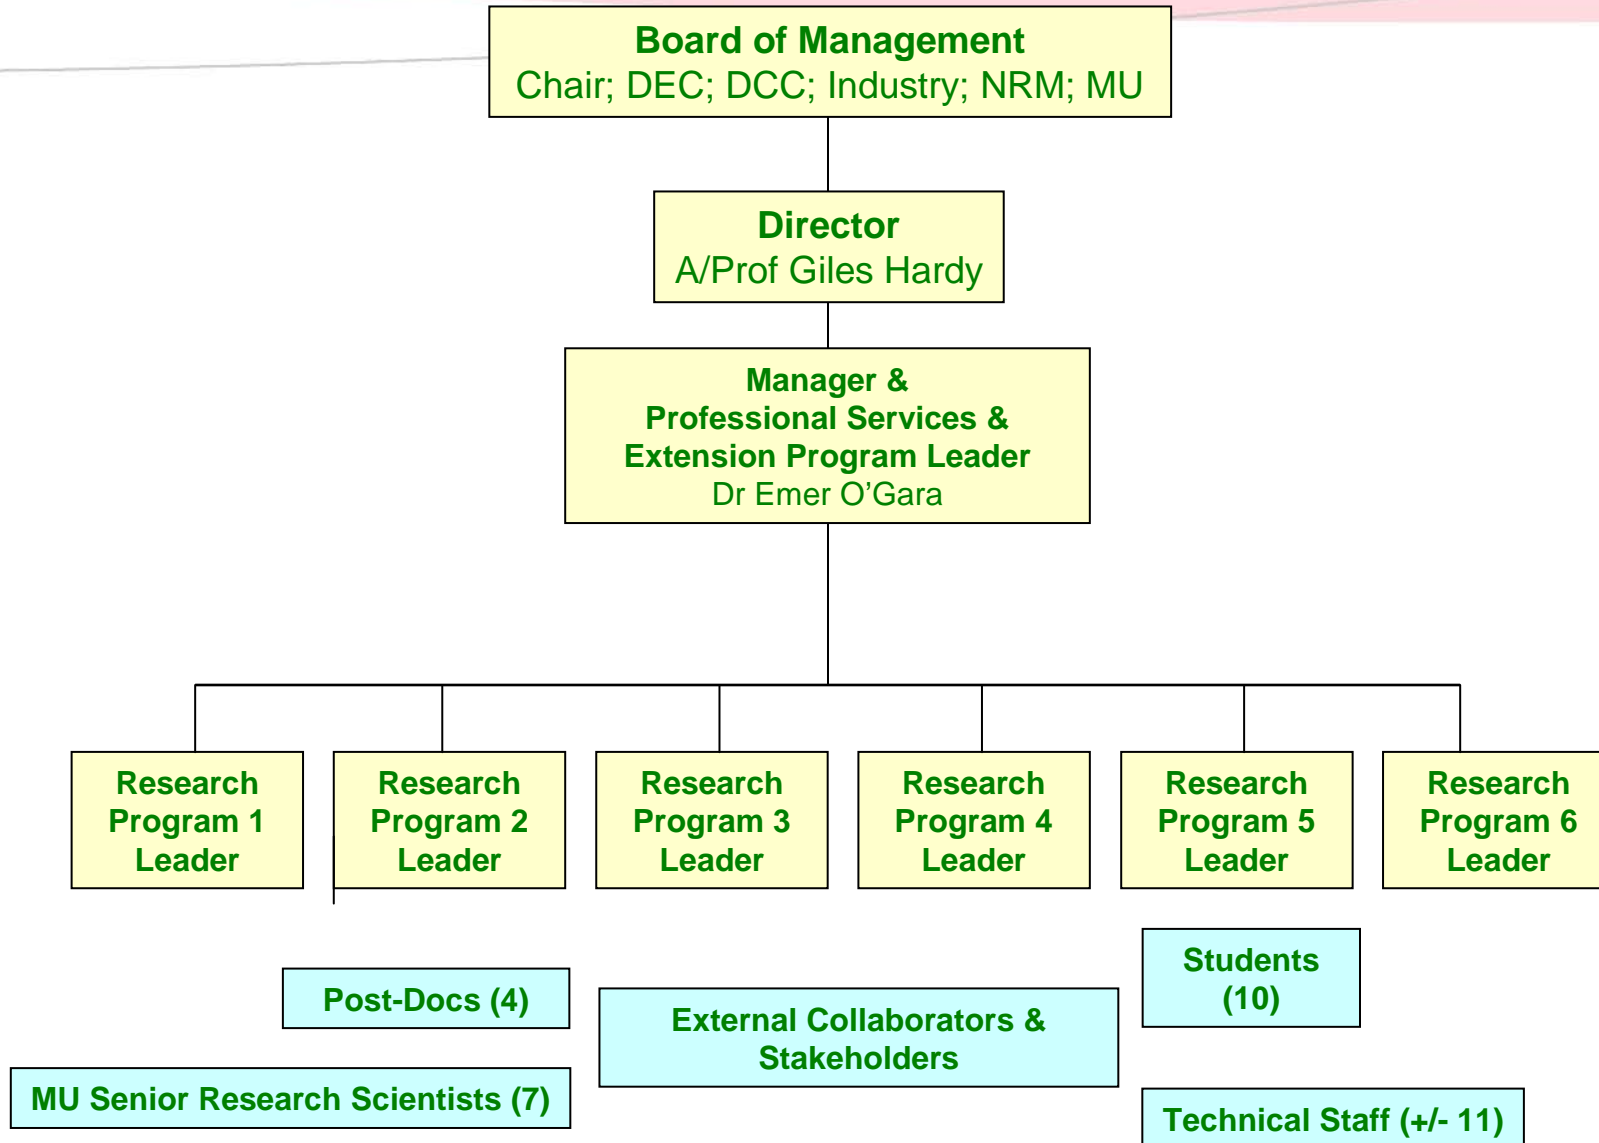 Board of Management
Chair; DEC; DCC; Industry; NRM; MU
Director
A/Prof Giles Hardy
Manager &
Professional Services &
Extension Program Leader
Dr Emer O’Gara
Research
Program 1
Leader
Research
Program 2
Leader
Research
Program 3
Leader
Research
Program 4
Leader
Research
Program 5
Leader
Research
Program 6
Leader
Students
(10)
Post-Docs (4)
External Collaborators &
Stakeholders
MU Senior Research Scientists (7)
Technical Staff (+/- 11)